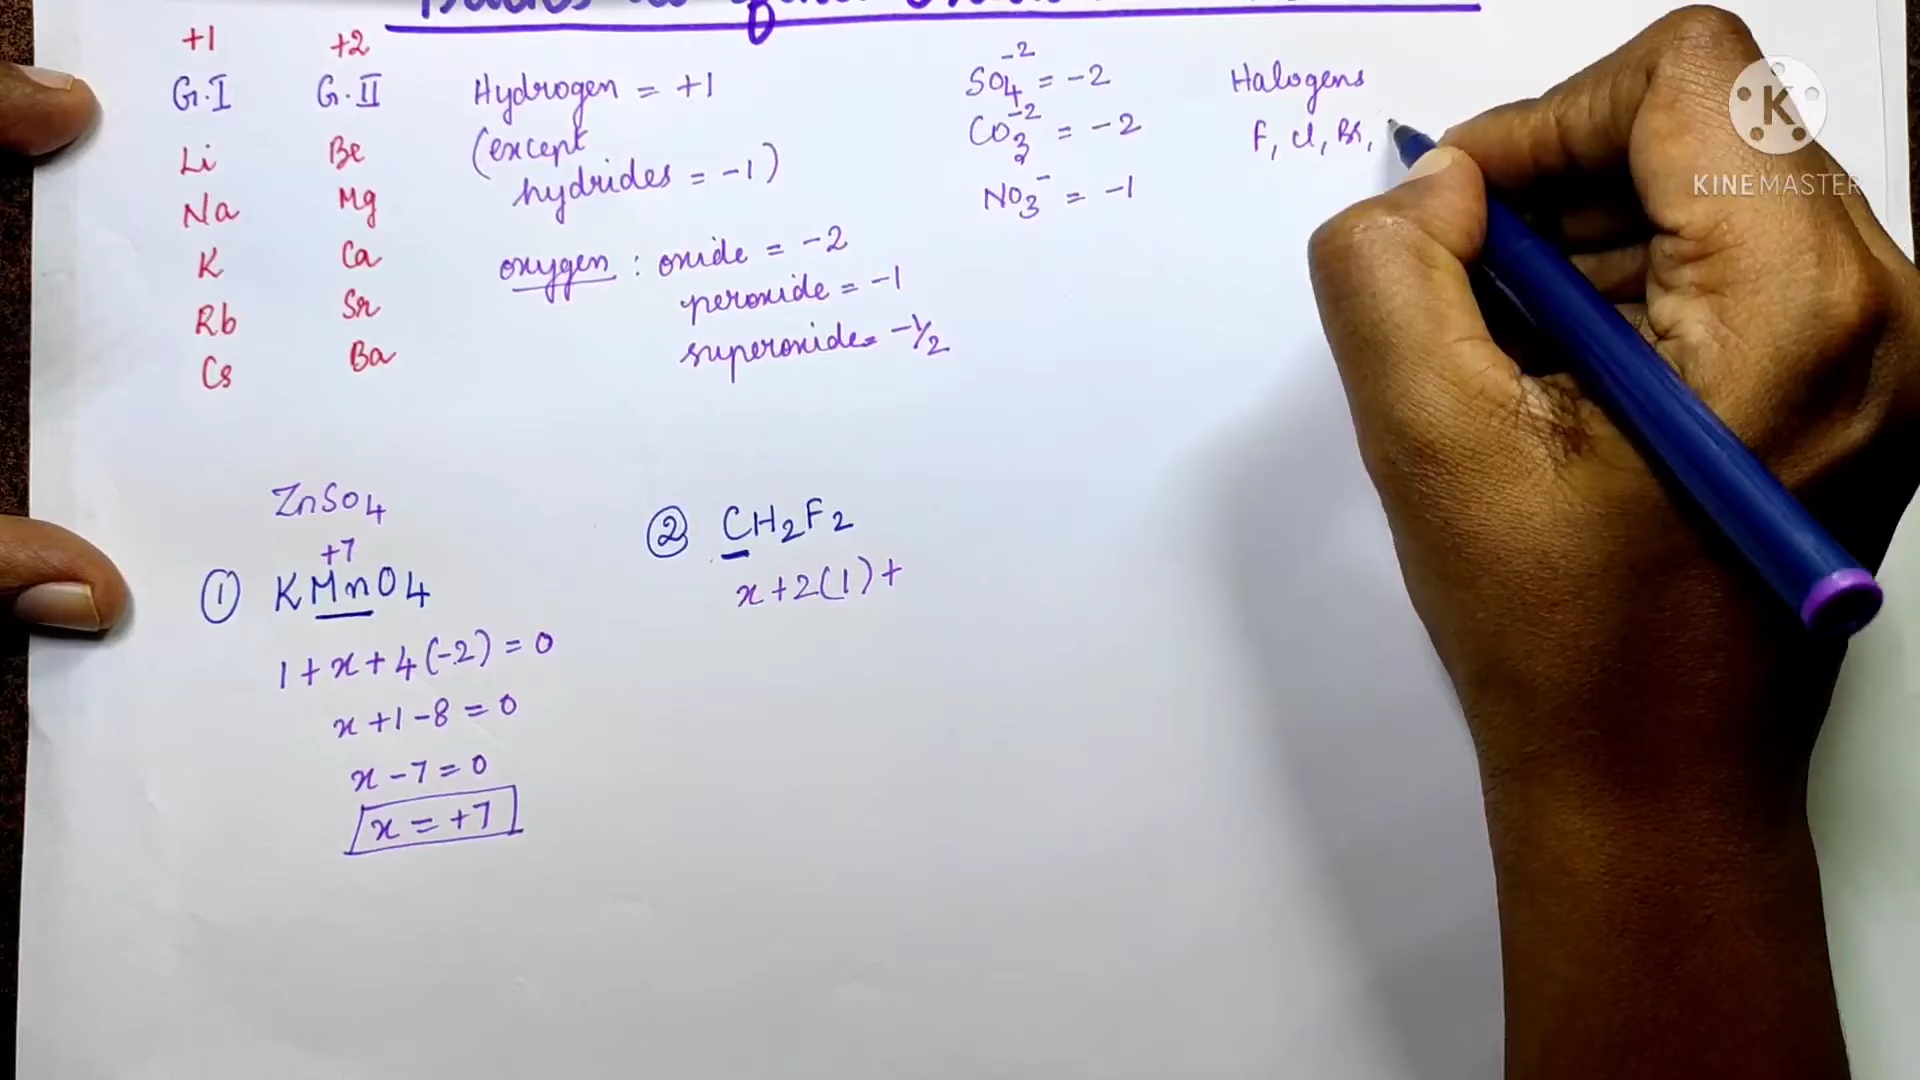 +1 +2
G.I G.II
Li Be
Na Mg
K Ca
Rb Sr
Cs Ba
Hydrogen = +1
(except
hydrides = -1)
oxygen : oxide = -2
peroxide = -1
superoxide = -1/2
SO4^-2 = -2
CO3^-2 = -2
NO3^- = -1
Halogens
F, Cl, Br,
K
KINEMASTER
ZnSO4
+7
① KMnO4
1 + x + 4(-2) = 0
x + 1 - 8 = 0
x - 7 = 0
x = +7
② CH2F2
x + 2(1) +